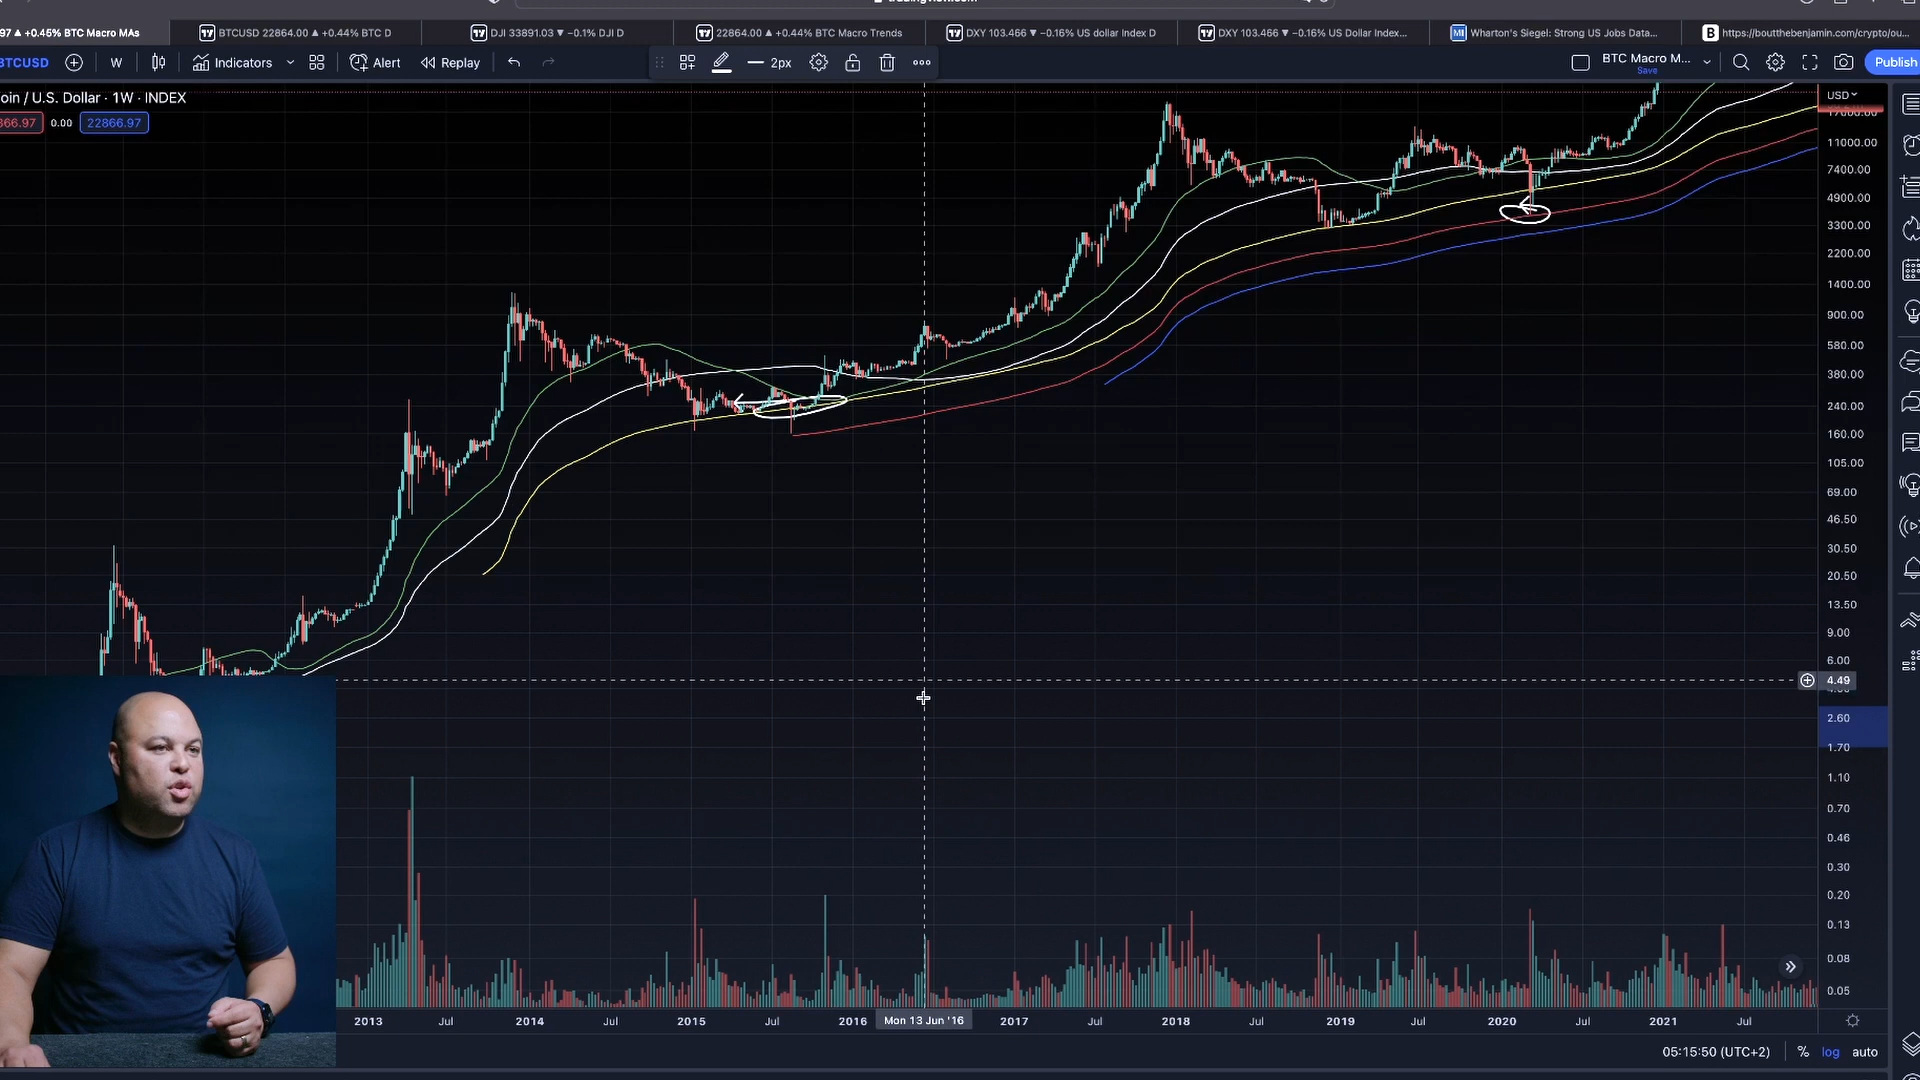 97 ▲ +0.45% BTC Macro MAs
BTCUSD 22864.00 ▲ +0.44% BTC D
DJI 33891.03 ▼ −0.1% DJI D
22864.00 ▲ +0.44% BTC Macro Trends
DXY 103.466 ▼ −0.16% US dollar Index D
DXY 103.466 ▼ −0.16% US Dollar Index...
MI Wharton's Siegel: Strong US Jobs Data...
B https://boutthebenjamin.com/crypto/ou...
BTCUSD
W
Indicators
Alert
Replay
2px
BTC Macro M...
Save
Publish
oin / U.S. Dollar · 1W · INDEX
866.97
0.00
22866.97
USD
11000.00
7400.00
4900.00
3300.00
2200.00
1400.00
900.00
580.00
380.00
240.00
160.00
105.00
69.00
46.50
30.50
20.50
13.50
9.00
6.00
4.49
2.60
1.70
1.10
0.70
0.46
0.30
0.20
0.13
0.08
0.05
2013
Jul
2014
Jul
2015
Jul
2016
Mon 13 Jun '16
2017
Jul
2018
Jul
2019
Jul
2020
Jul
2021
Jul
05:15:50 (UTC+2)
%
log
auto